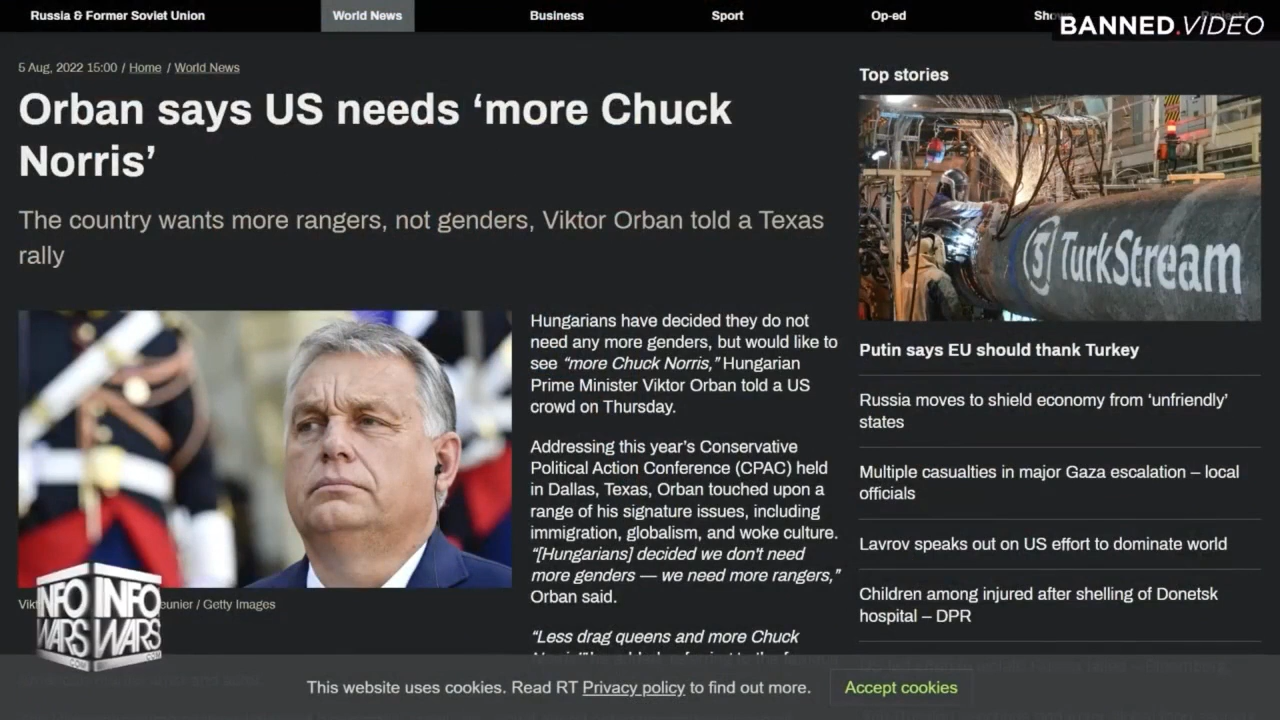 Russia & Former Soviet Union
World News
Business
Sport
Op-ed
BANNED.VIDEO
5 Aug, 2022 15:00 / Home / World News
Orban says US needs ‘more Chuck
Norris’
The country wants more rangers, not genders, Viktor Orban told a Texas
rally
Hungarians have decided they do not
need any more genders, but would like to
see “more Chuck Norris,” Hungarian
Prime Minister Viktor Orban told a US
crowd on Thursday.
Addressing this year’s Conservative
Political Action Conference (CPAC) held
in Dallas, Texas, Orban touched upon a
range of his signature issues, including
immigration, globalism, and woke culture.
“[Hungarians] decided we don't need
more genders — we need more rangers,”
Orban said.
“Less drag queens and more Chuck
/ Getty Images
INFO INFO
WARS WARS
.COM .COM
Top stories
TurkStream
Putin says EU should thank Turkey
Russia moves to shield economy from ‘unfriendly’
states
Multiple casualties in major Gaza escalation – local
officials
Lavrov speaks out on US effort to dominate world
Children among injured after shelling of Donetsk
hospital – DPR
This website uses cookies. Read RT Privacy policy to find out more.
Accept cookies